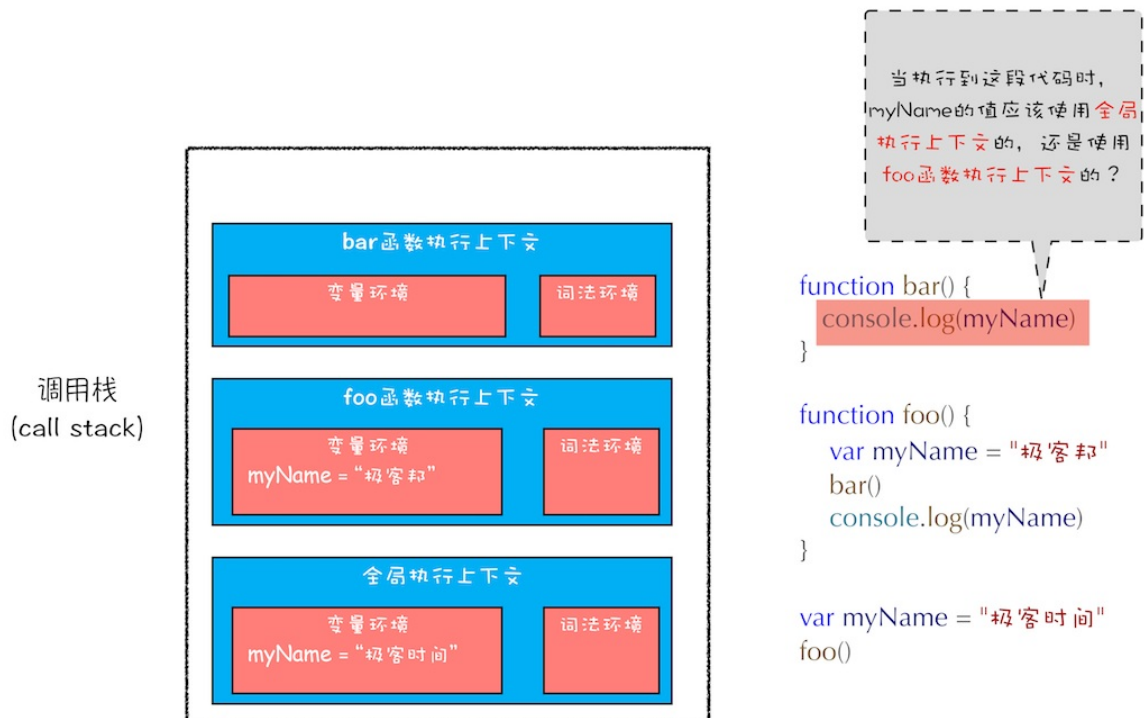 当执行到这段代码时，
myName的值应该使用全局
执行上下文的，还是使用
foo函数执行上下文的？
bar函数执行上下文
变量环境
词法环境
调用栈
(call stack)
foo函数执行上下文
变量环境
myName = “极客邦”
词法环境
全局执行上下文
变量环境
myName = “极客时间”
词法环境
function bar() {
console.log(myName)
}
function foo() {
var myName = "极客邦"
bar()
console.log(myName)
}
var myName = "极客时间"
foo()